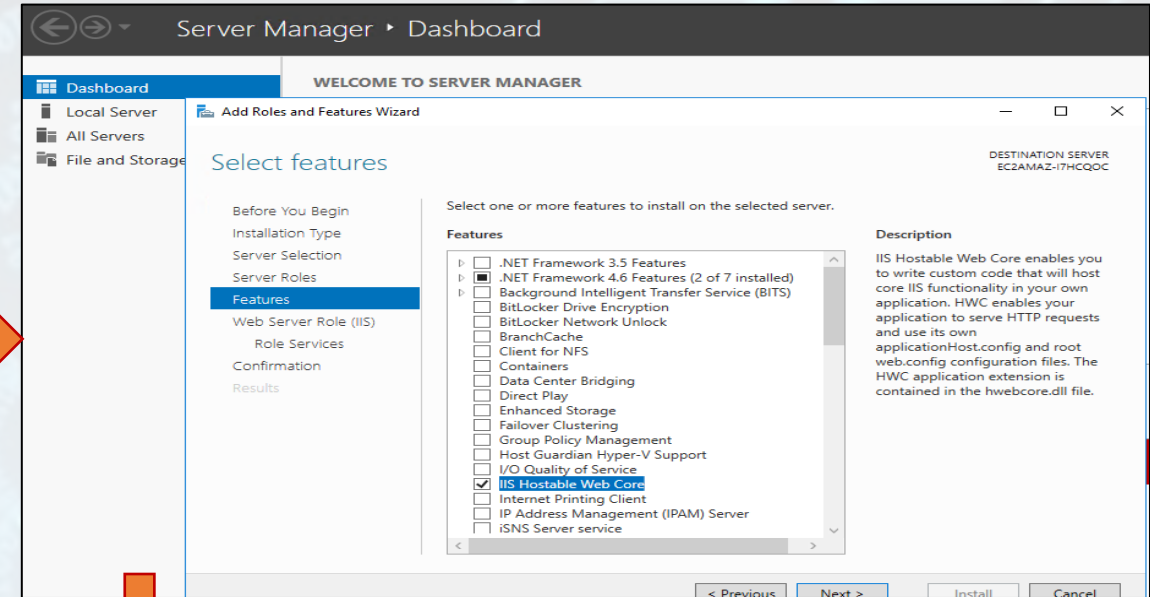 Server Manager ‣ Dashboard
Dashboard
Local Server
All Servers
File and Storage
WELCOME TO SERVER MANAGER
Add Roles and Features Wizard
Select features
DESTINATION SERVER
EC2AMAZ-I7HCQOC
Before You Begin
Installation Type
Server Selection
Server Roles
Features
Web Server Role (IIS)
Role Services
Confirmation
Results
Select one or more features to install on the selected server.
Features
.NET Framework 3.5 Features
.NET Framework 4.6 Features (2 of 7 installed)
Background Intelligent Transfer Service (BITS)
BitLocker Drive Encryption
BitLocker Network Unlock
BranchCache
Client for NFS
Containers
Data Center Bridging
Direct Play
Enhanced Storage
Failover Clustering
Group Policy Management
Host Guardian Hyper-V Support
I/O Quality of Service
IIS Hostable Web Core
Internet Printing Client
IP Address Management (IPAM) Server
iSNS Server service
Description
IIS Hostable Web Core enables you
to write custom code that will host
core IIS functionality in your own
application. HWC enables your
application to serve HTTP requests
and use its own
applicationHost.config and root
web.config configuration files. The
HWC application extension is
contained in the hwebcore.dll file.
< Previous
Next >
Install
Cancel